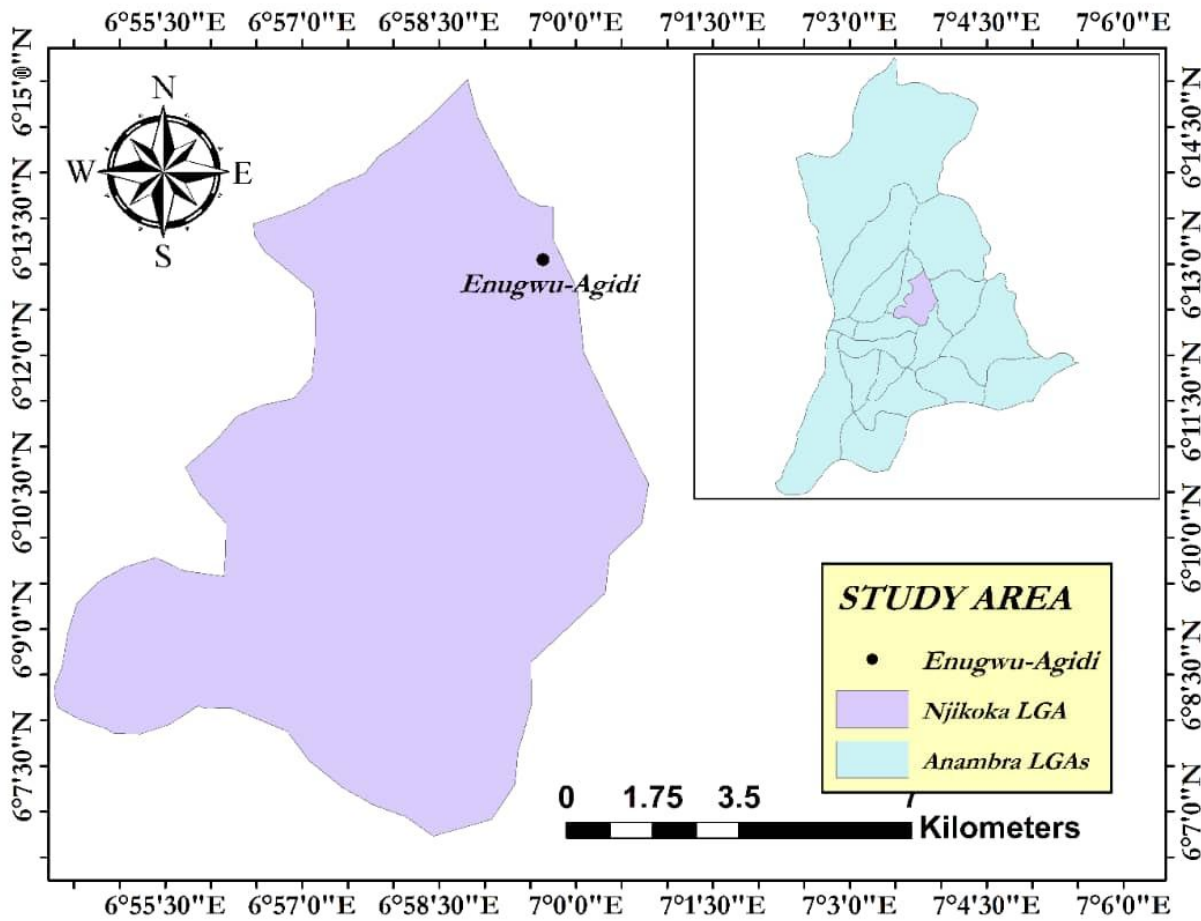 6°55'30"E 6°57'0"E 6°58'30"E 7°0'0"E 7°1'30"E 7°3'0"E 7°4'30"E 7°6'0"E
6°15'0"N
6°13'30"N
6°12'0"N
6°10'30"N
6°9'0"N
6°7'30"N
N
W E
S
Enugwu-Agidi
6°14'30"N
6°13'0"N
6°11'30"N
6°10'0"N
6°8'30"N
6°7'0"N
STUDY AREA
Enugwu-Agidi
Njikoka LGA
Anambra LGAs
0 1.75 3.5 7
Kilometers
6°55'30"E 6°57'0"E 6°58'30"E 7°0'0"E 7°1'30"E 7°3'0"E 7°4'30"E 7°6'0"E